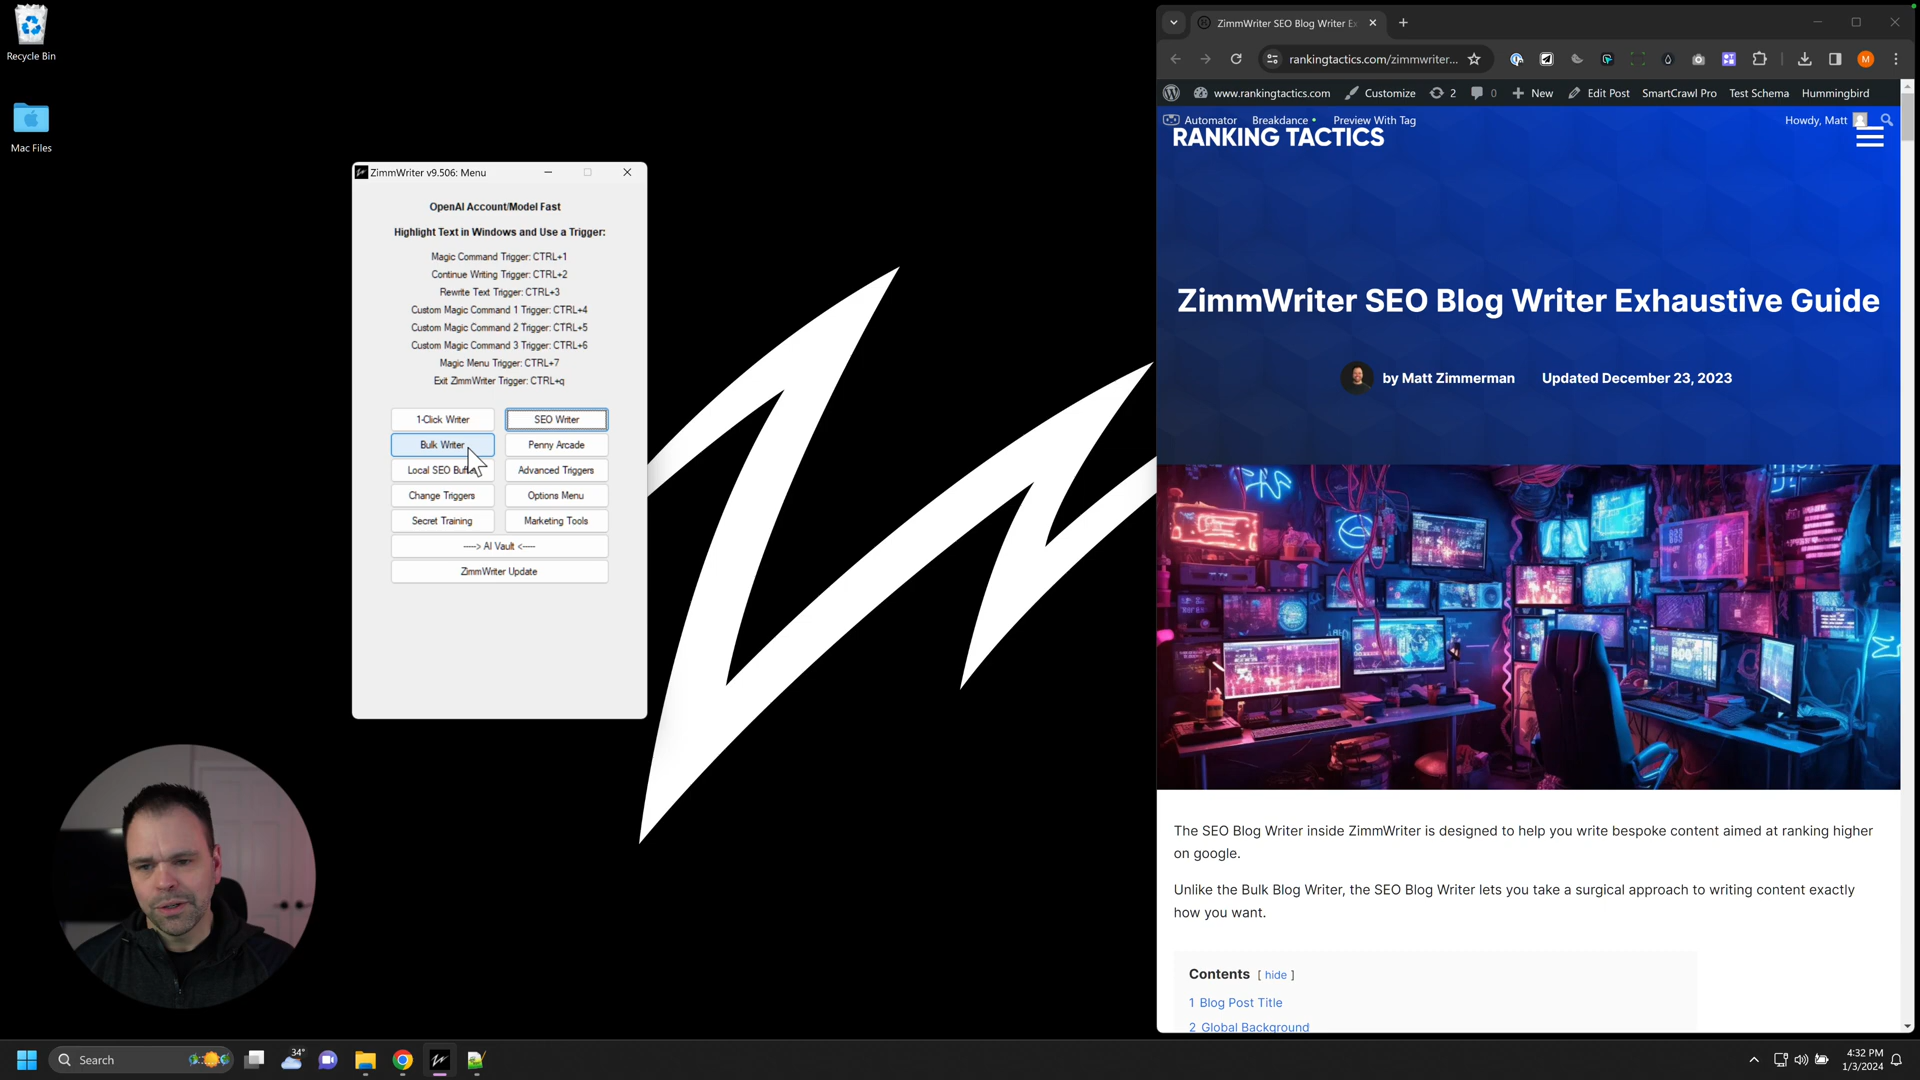 Recycle Bin
Mac Files
ZimmWriter v9.506: Menu
OpenAI Account/Model Fast
Highlight Text in Windows and Use a Trigger:
Magic Command Trigger: CTRL+1
Continue Writing Trigger: CTRL+2
Rewrite Text Trigger: CTRL+3
Custom Magic Command 1 Trigger: CTRL+4
Custom Magic Command 2 Trigger: CTRL+5
Custom Magic Command 3 Trigger: CTRL+6
Magic Menu Trigger: CTRL+7
Exit ZimmWriter Trigger: CTRL+q
1-Click Writer
SEO Writer
Bulk Writer
Penny Arcade
Local SEO
Advanced Triggers
Change Triggers
Options Menu
Secret Training
Marketing Tools
----> AI Vault <----
ZimmWriter Update
ZimmWriter SEO Blog Writer E
rankingtactics.com/zimmwriter...
M
www.rankingtactics.com
Customize
2
0
New
Edit Post
SmartCrawl Pro
Test Schema
Hummingbird
Automator
Breakdance
Preview With Tag
Howdy, Matt
RANKING TACTICS
ZimmWriter SEO Blog Writer Exhaustive Guide
by Matt Zimmerman
Updated December 23, 2023
The SEO Blog Writer inside ZimmWriter is designed to help you write bespoke content aimed at ranking higher
on google.
Unlike the Bulk Blog Writer, the SEO Blog Writer lets you take a surgical approach to writing content exactly
how you want.
Contents [ hide ]
1 Blog Post Title
2 Global Background
Search
34°
4:32 PM
1/3/2024